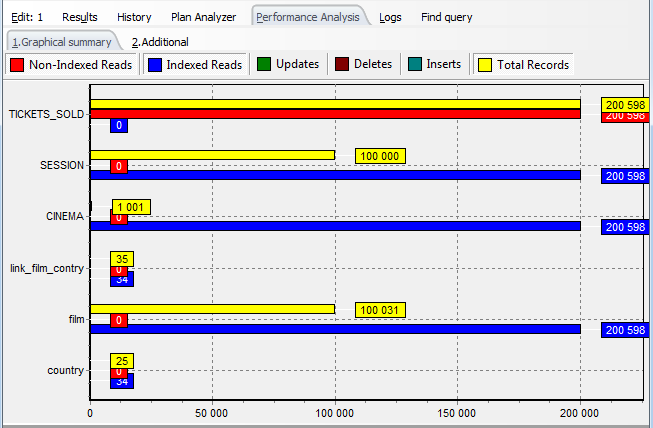 Edit: 1 Results History Plan Analyzer Performance Analysis Logs Find query
1.Graphical summary 2.Additional
Non-Indexed Reads Indexed Reads Updates Deletes Inserts Total Records
200 598
TICKETS_SOLD 200 598
0
100 000
SESSION 0
200 598
1 001
CINEMA 0
200 598
35
link_film_contry 0
34
100 031
film 0
200 598
25
country 0
34
0 50 000 100 000 150 000 200 000